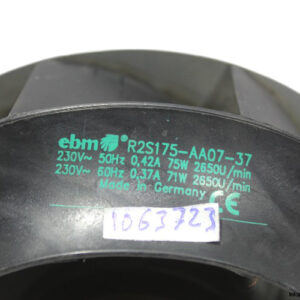 ebm R2S175-AA07-37
230V~ 50Hz 0,42A 75W 2650U/min
230V~ 60Hz 0,37A 71W 2650U/min
Made in Germany CE
1063723